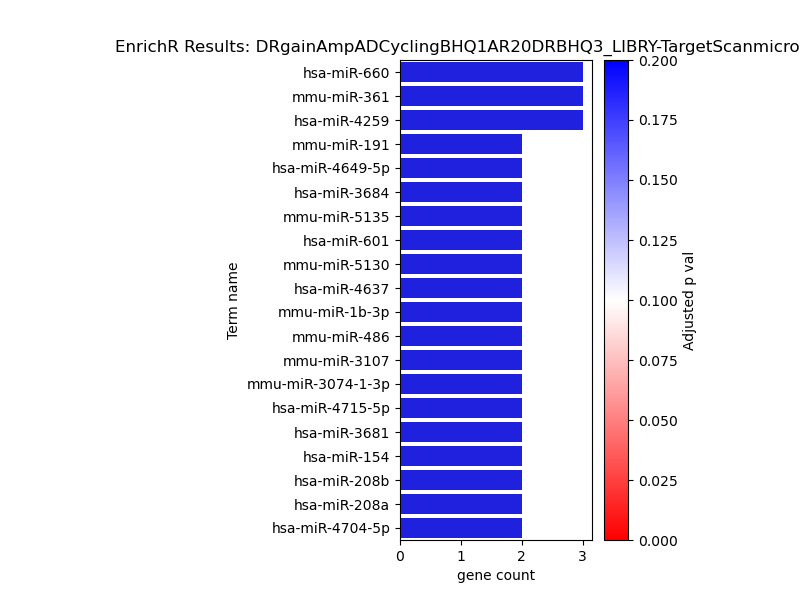 EnrichR Results: DRgainAmpADCyclingBHQ1AR20DRBHQ3_LIBRY-TargetScanmicro
Term name
hsa-miR-660
mmu-miR-361
hsa-miR-4259
mmu-miR-191
hsa-miR-4649-5p
hsa-miR-3684
mmu-miR-5135
hsa-miR-601
mmu-miR-5130
hsa-miR-4637
mmu-miR-1b-3p
mmu-miR-486
mmu-miR-3107
mmu-miR-3074-1-3p
hsa-miR-4715-5p
hsa-miR-3681
hsa-miR-154
hsa-miR-208b
hsa-miR-208a
hsa-miR-4704-5p
0 1 2 3
gene count
0.200
0.175
0.150
0.125
0.100
0.075
0.050
0.025
0.000
Adjusted p val